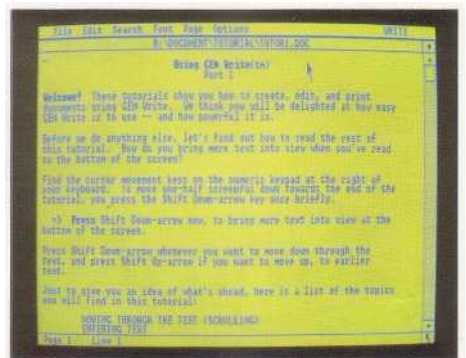 File Edit Search Font Page Options WRITE
B:\DOCUMENT\TUTORIAL\TUTOR1.DOC
Using GEM Write(tm)
Part 1
Welcome! These tutorials show you how to create, edit, and print
documents using GEM Write. We think you will be delighted at how easy
GEM Write is to use -- and how powerful it is.
Before we do anything else, let's find out how to read the rest of
this tutorial. How do you bring more text into view when you've read
to the bottom of the screen?
Find the cursor movement keys on the numeric keypad at the right of
your keyboard. To move one-half screenful down towards the end of the
tutorial, you press the Shift Down-arrow key once briefly.
=> Press Shift Down-arrow now, to bring more text into view at the
bottom of the screen.
Press Shift Down-arrow whenever you want to move down through the
text, and press Shift Up-arrow if you want to move up, to earlier
text.
Just to give you an idea of what's ahead, here is a list of the topics
you will find in this tutorial:
MOVING THROUGH THE TEXT (SCROLLING)
ENTERING TEXT
Page 1 Line 1